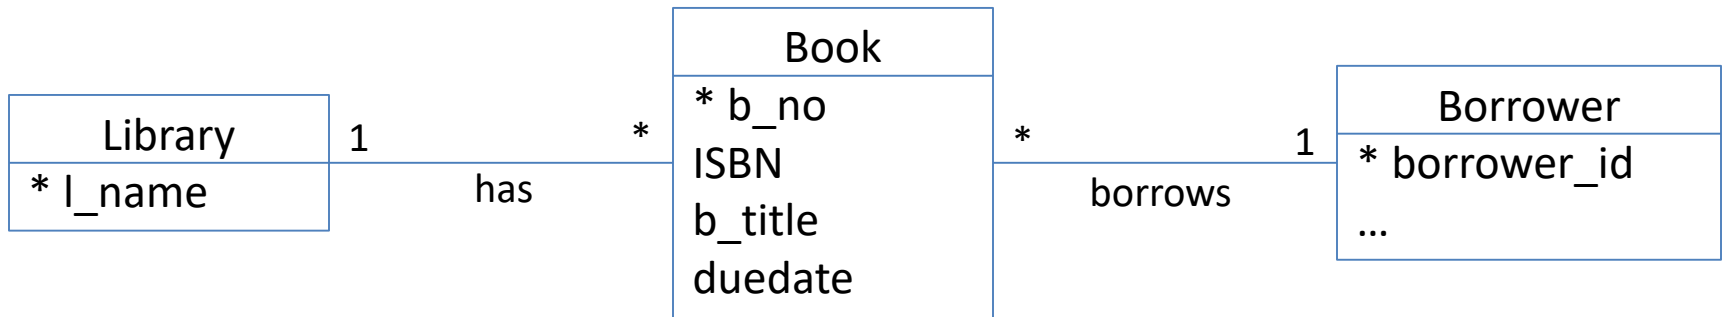 Library
* l_name
1
*
has
Book
* b_no
ISBN
b_title
duedate
*
1
borrows
Borrower
* borrower_id
...